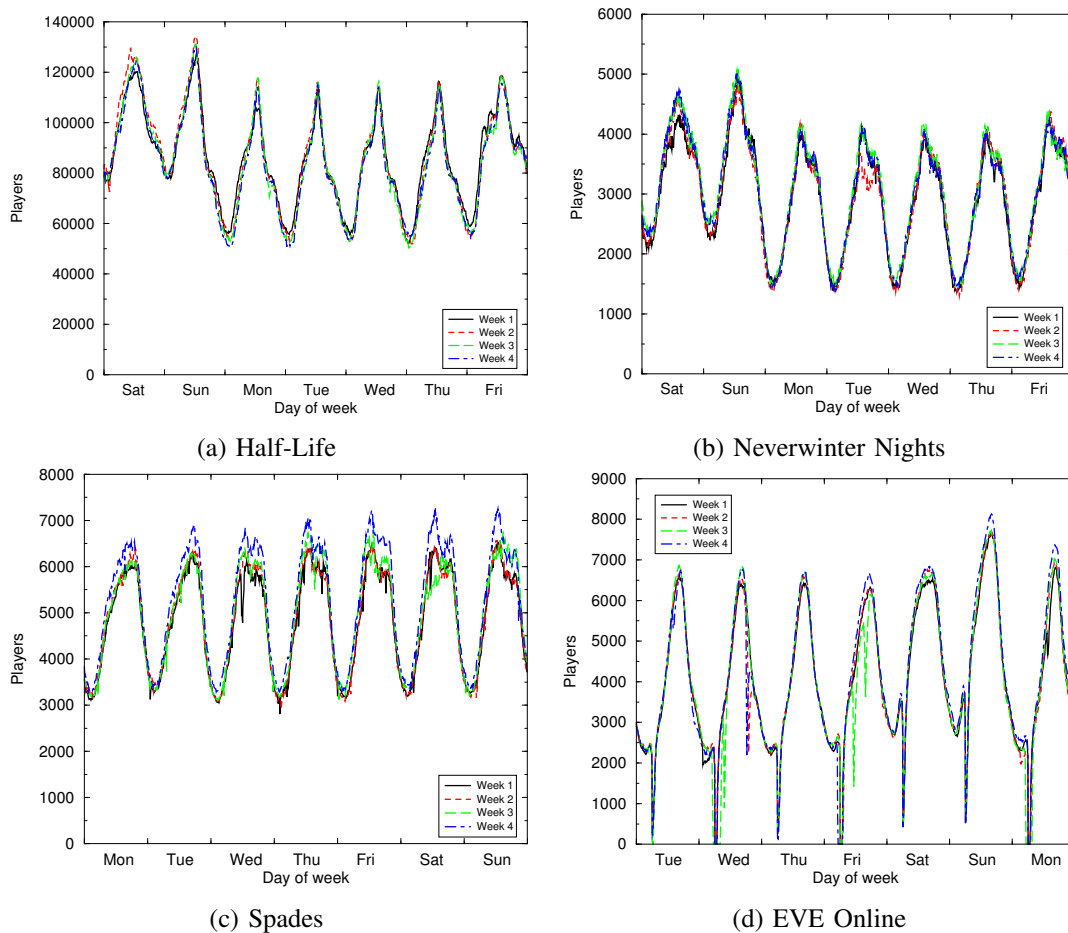 140000
120000
100000
80000
60000
40000
20000
0
Players
Sat Sun Mon Tue Wed Thu Fri
Day of week
Week 1
Week 2
Week 3
Week 4
(a) Half-Life
6000
5000
4000
3000
2000
1000
0
Players
Sat Sun Mon Tue Wed Thu Fri
Day of week
Week 1
Week 2
Week 3
Week 4
(b) Neverwinter Nights
8000
7000
6000
5000
4000
3000
2000
1000
0
Players
Mon Tue Wed Thu Fri Sat Sun
Day of week
Week 1
Week 2
Week 3
Week 4
(c) Spades
9000
8000
7000
6000
5000
4000
3000
2000
1000
0
Players
Week 1
Week 2
Week 3
Week 4
Tue Wed Thu Fri Sat Sun Mon
Day of week
(d) EVE Online